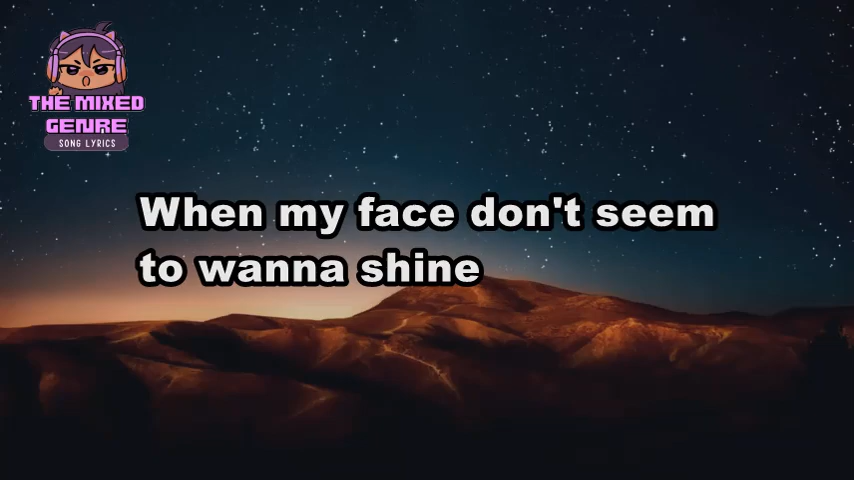 THE MIXED
GENRE
SONG LYRICS
When my face don't seem
to wanna shine